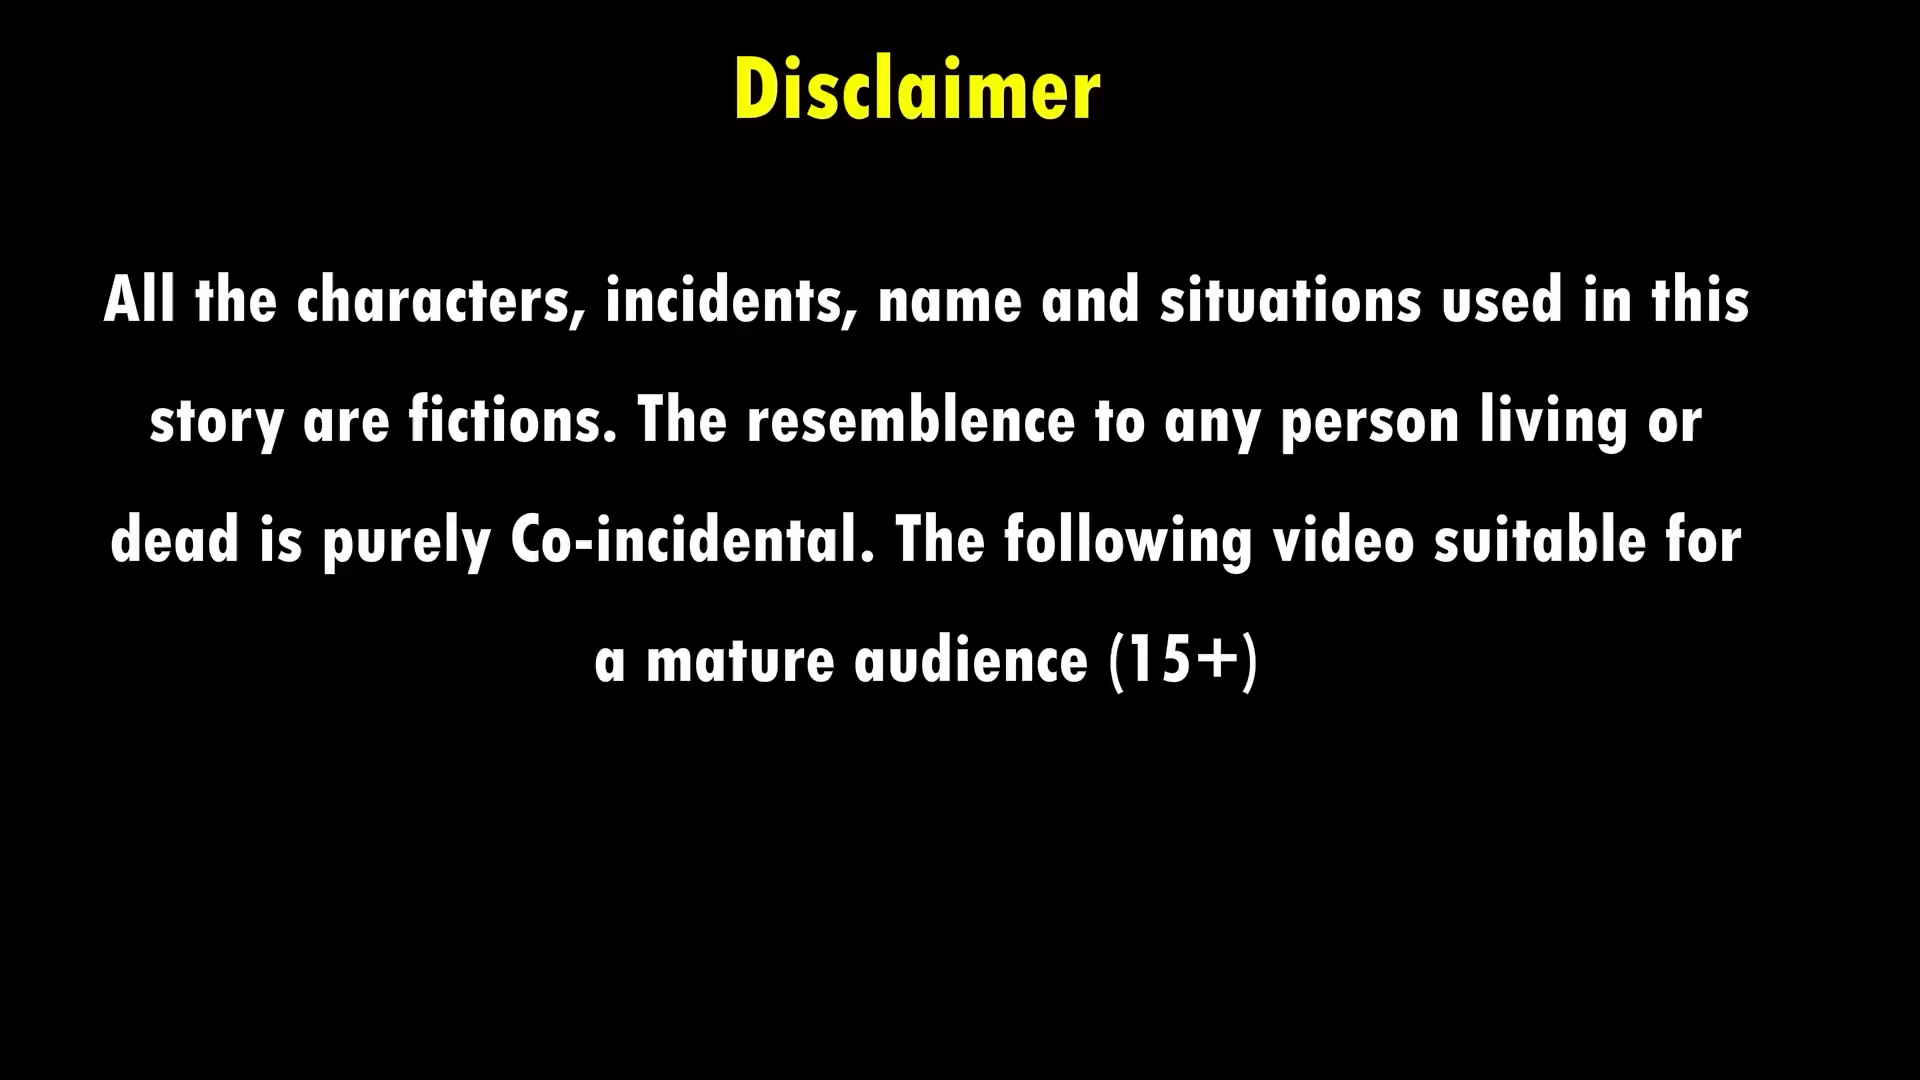 Disclaimer
All the characters, incidents, name and situations used in this
story are fictions. The resemblence to any person living or
dead is purely Co-incidental. The following video suitable for
a mature audience (15+)